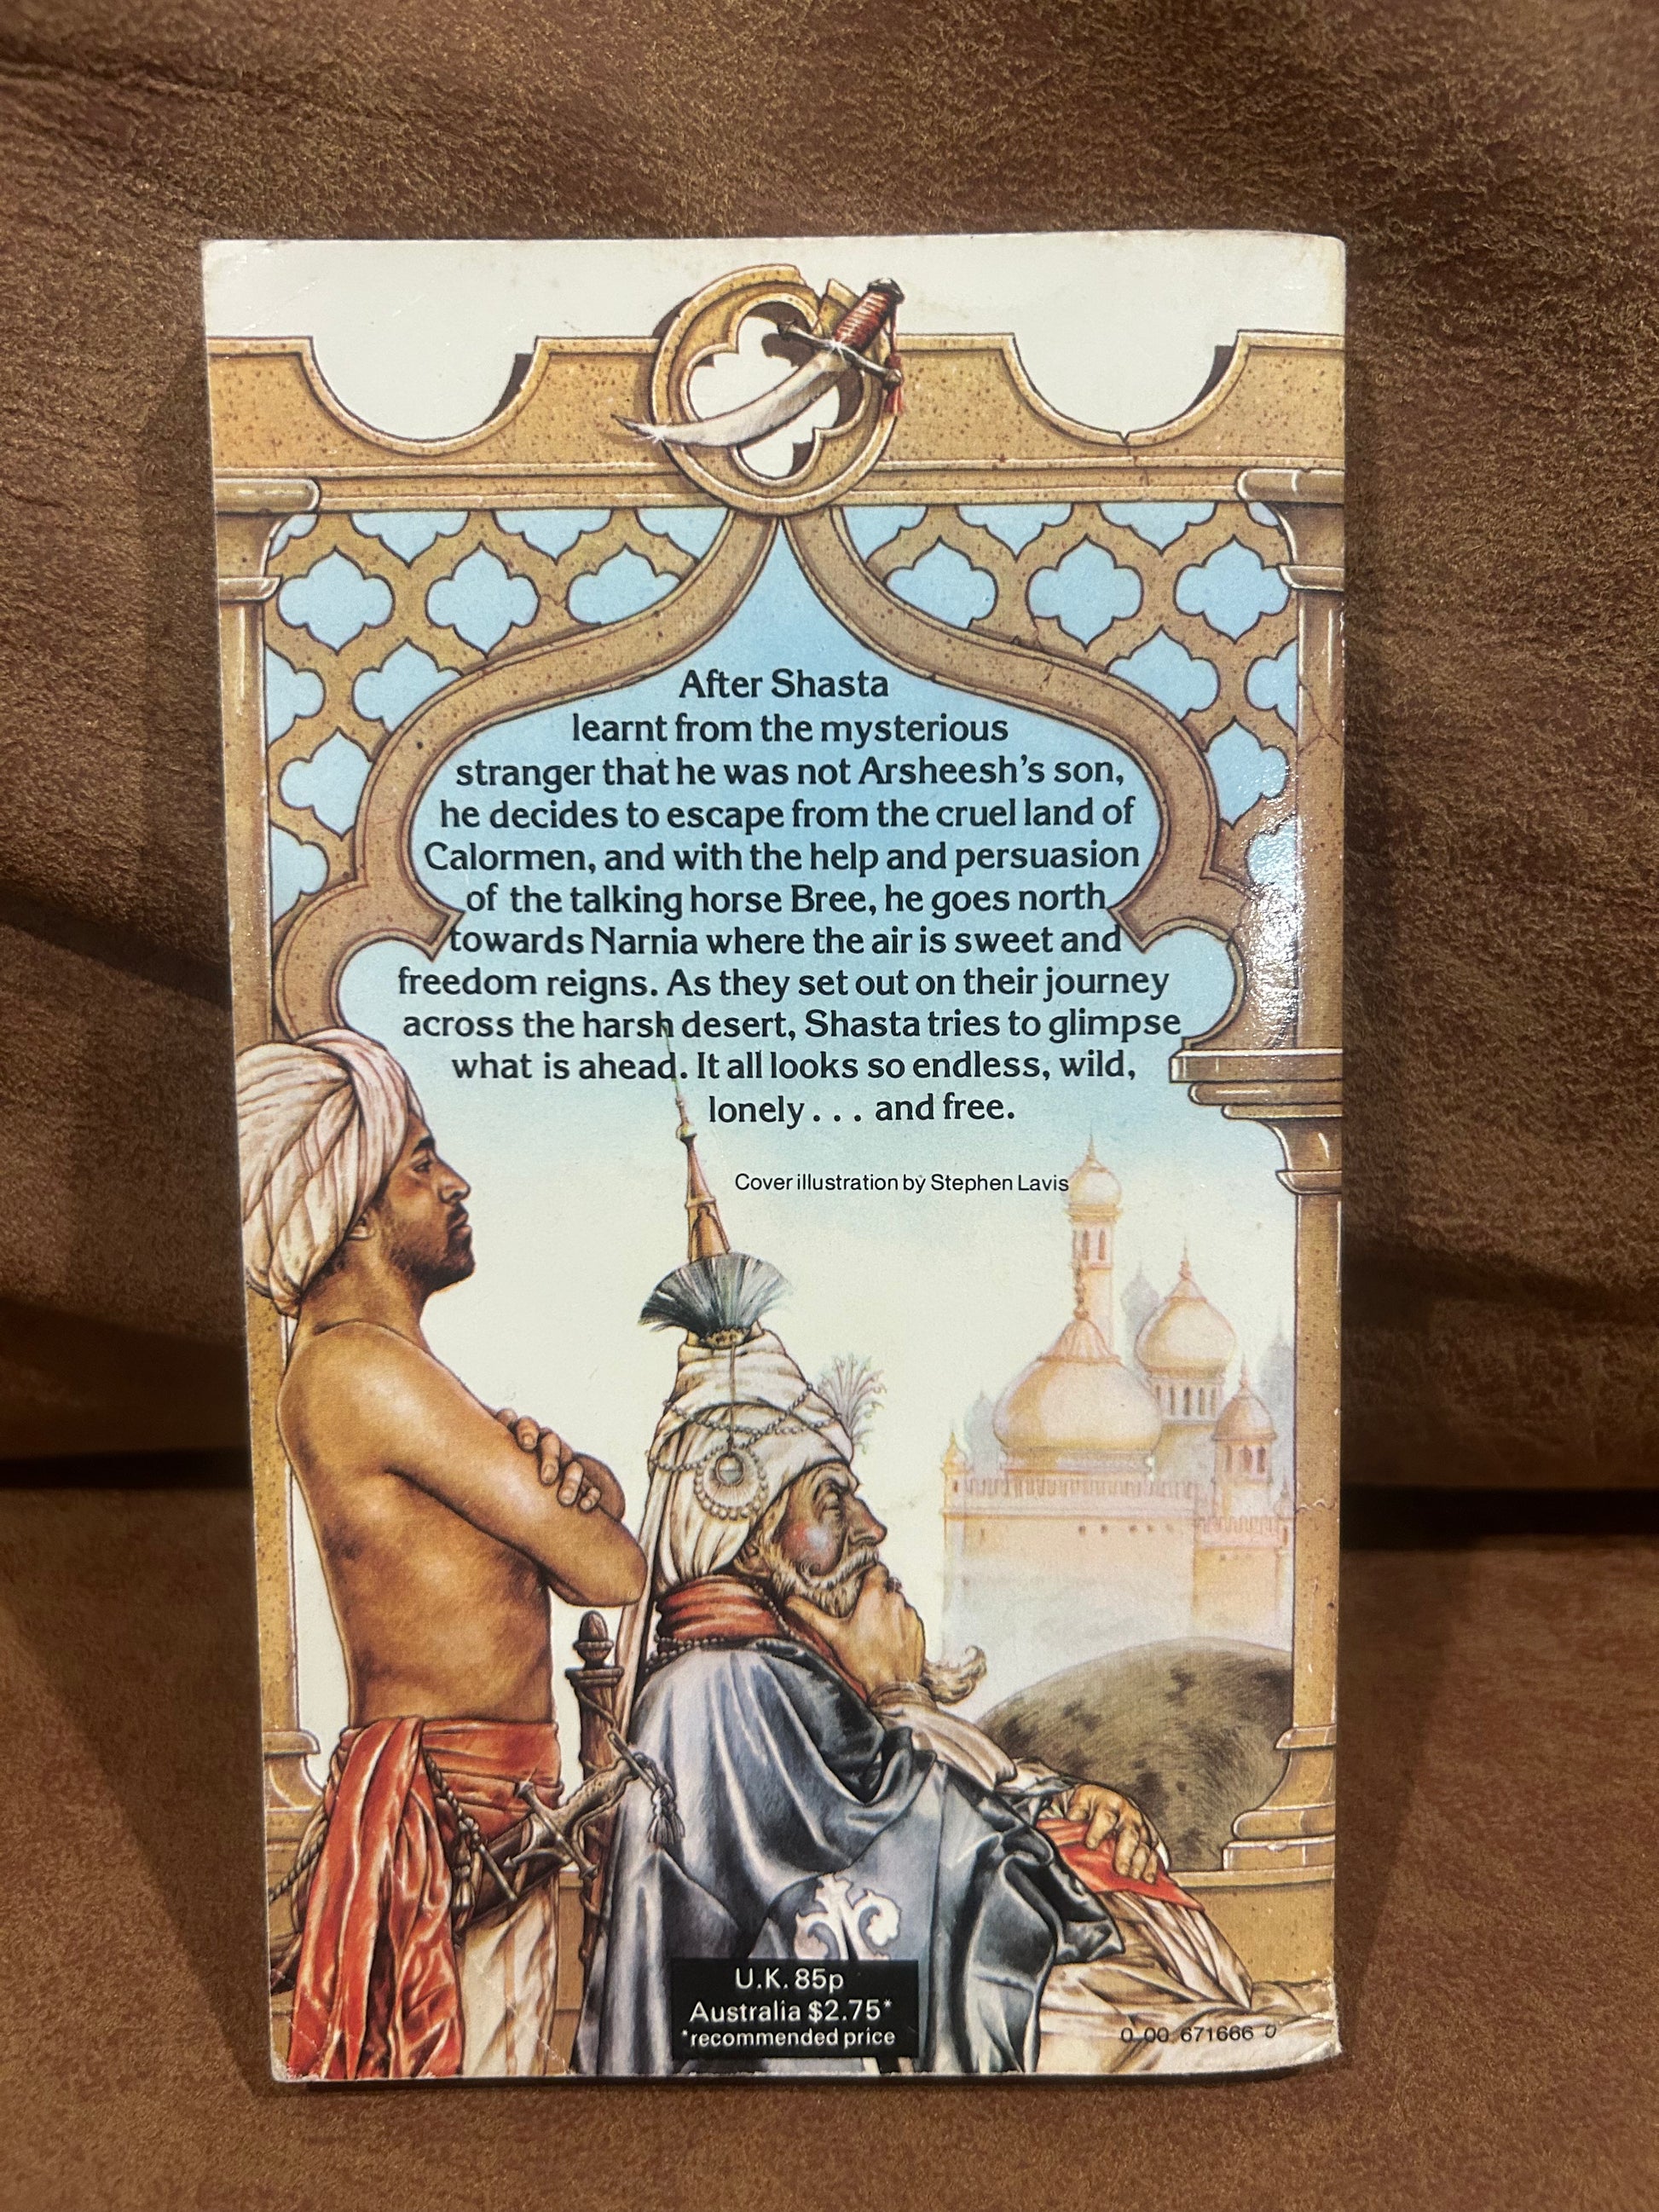 After Shasta
learnt from the mysterious
stranger that he was not Arsheesh's son,
he decides to escape from the cruel land of
Calormen, and with the help and persuasion
of the talking horse Bree, he goes north
towards Narnia where the air is sweet and
freedom reigns. As they set out on their journey
across the harsh desert, Shasta tries to glimpse
what is ahead. It all looks so endless, wild,
lonely . . . and free.
Cover illustration by Stephen Lavis
U.K. 85p
Australia $2.75*
*recommended price
0 00 671666 0